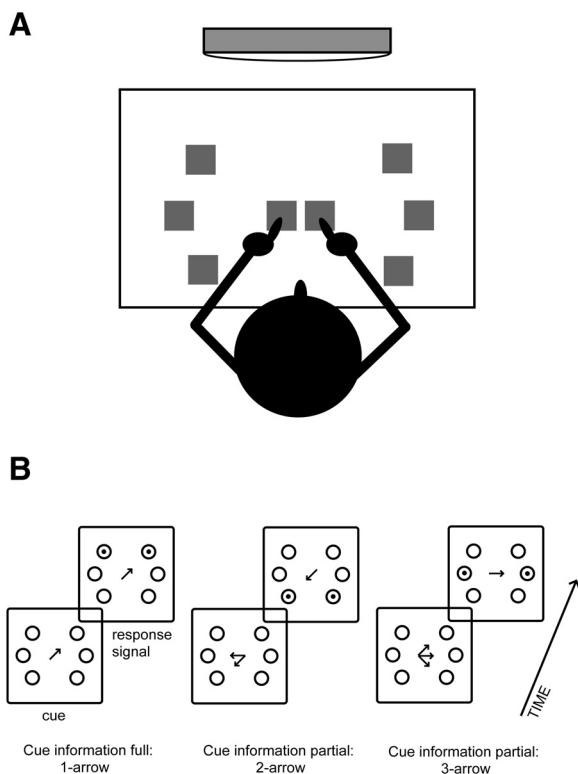 A
B
response
signal
cue
TIME
Cue information full:
1-arrow
Cue information partial:
2-arrow
Cue information partial:
3-arrow